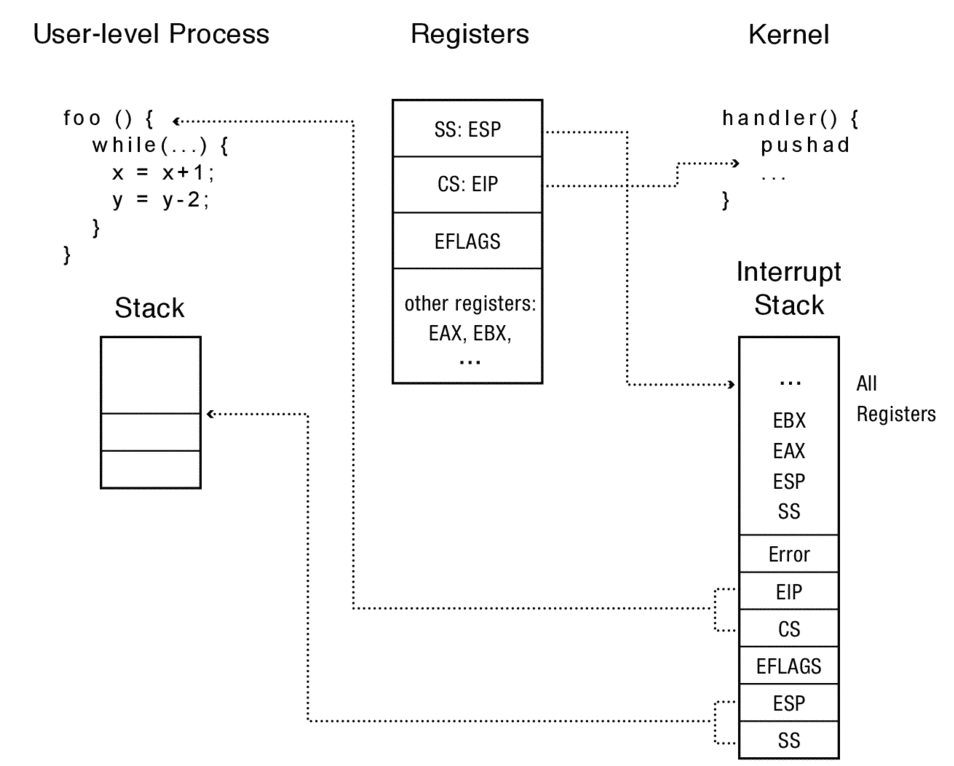 User-level Process
Registers
Kernel
foo () {
while(...) {
x = x+1;
y = y-2;
}
}
Stack
SS: ESP
CS: EIP
EFLAGS
other registers:
EAX, EBX,
...
handler() {
pushad
...
}
Interrupt
Stack
...
EBX
EAX
ESP
SS
All
Registers
Error
EIP
CS
EFLAGS
ESP
SS